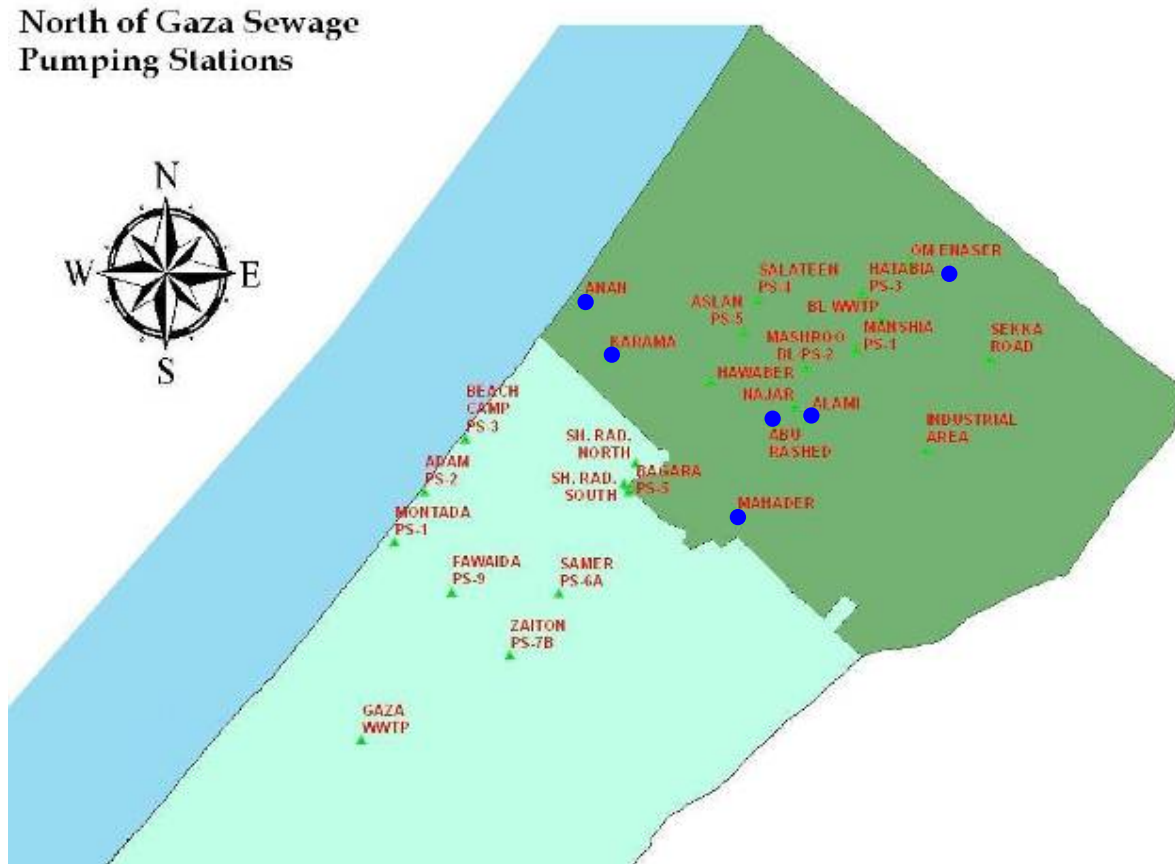 North of Gaza Sewage
Pumping Stations
N
W
E
S
OM ENASER
SALATEEN
PS-4
HATABIA
PS-3
ANAH
ASLAN
PS-5
BL WWTP
MANSHIA
PS-1
SEKKA
ROAD
KARAMA
MASHROO
BL PS-2
HAWABER
NAJAR
ALAMI
ABU
RASHED
INDUSTRIAL
AREA
BEACH
CAMP
PS-3
SH. RAD.
NORTH
ADAM
PS-2
SH. RAD.
SOUTH
BAGARA
PS-5
MAHADER
MONTADA
PS-1
FAWAIDA
PS-9
SAMER
PS-6A
ZAITON
PS-7B
GAZA
WWTP